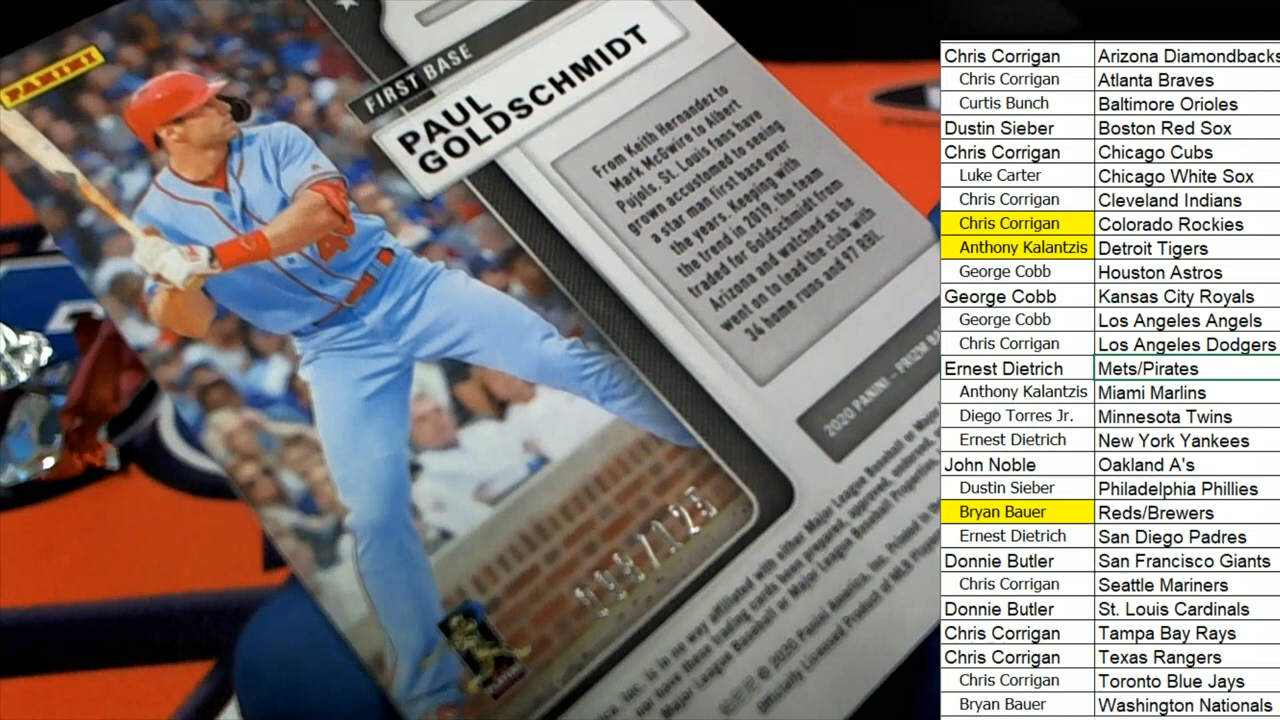 PANINI
FIRST BASE
PAUL
GOLDSCHMIDT
From Keith Hernandez to
Mark McGwire to Albert
Pujols, St. Louis fans have
grown accustomed to seeing
a star man first base over
the years. Keeping with
the trend in 2019, the team
traded for Goldschmidt from
Arizona and watched as he
went on to lead the club with
34 home runs and 97 RBI.
2020 PANINI - PRIZM
/125
Chris Corrigan Arizona Diamondbacks
Chris Corrigan Atlanta Braves
Curtis Bunch Baltimore Orioles
Dustin Sieber Boston Red Sox
Chris Corrigan Chicago Cubs
Luke Carter Chicago White Sox
Chris Corrigan Cleveland Indians
Chris Corrigan Colorado Rockies
Anthony Kalantzis Detroit Tigers
George Cobb Houston Astros
George Cobb Kansas City Royals
George Cobb Los Angeles Angels
Chris Corrigan Los Angeles Dodgers
Ernest Dietrich Mets/Pirates
Anthony Kalantzis Miami Marlins
Diego Torres Jr. Minnesota Twins
Ernest Dietrich New York Yankees
John Noble Oakland A's
Dustin Sieber Philadelphia Phillies
Bryan Bauer Reds/Brewers
Ernest Dietrich San Diego Padres
Donnie Butler San Francisco Giants
Chris Corrigan Seattle Mariners
Donnie Butler St. Louis Cardinals
Chris Corrigan Tampa Bay Rays
Chris Corrigan Texas Rangers
Chris Corrigan Toronto Blue Jays
Bryan Bauer Washington Nationals